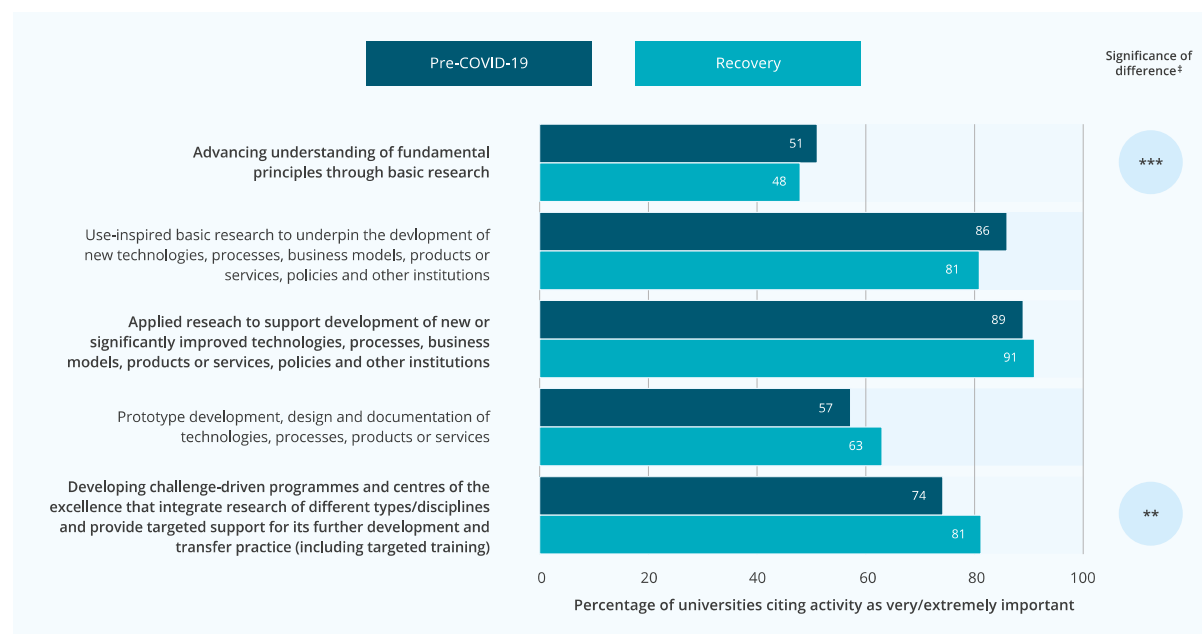 Pre-COVID-19
Recovery
Significance of
difference‡
Advancing understanding of fundamental
principles through basic research
51
48
***
Use-inspired basic research to underpin the devlopment of
new technologies, processes, business models, products or
services, policies and other institutions
86
81
Applied reseach to support development of new or
significantly improved technologies, processes, business
models, products or services, policies and other institutions
89
91
Prototype development, design and documentation of
technologies, processes, products or services
57
63
Developing challenge-driven programmes and centres of the
excellence that integrate research of different types/disciplines
and provide targeted support for its further development and
transfer practice (including targeted training)
74
81
**
0 20 40 60 80 100
Percentage of universities citing activity as very/extremely important